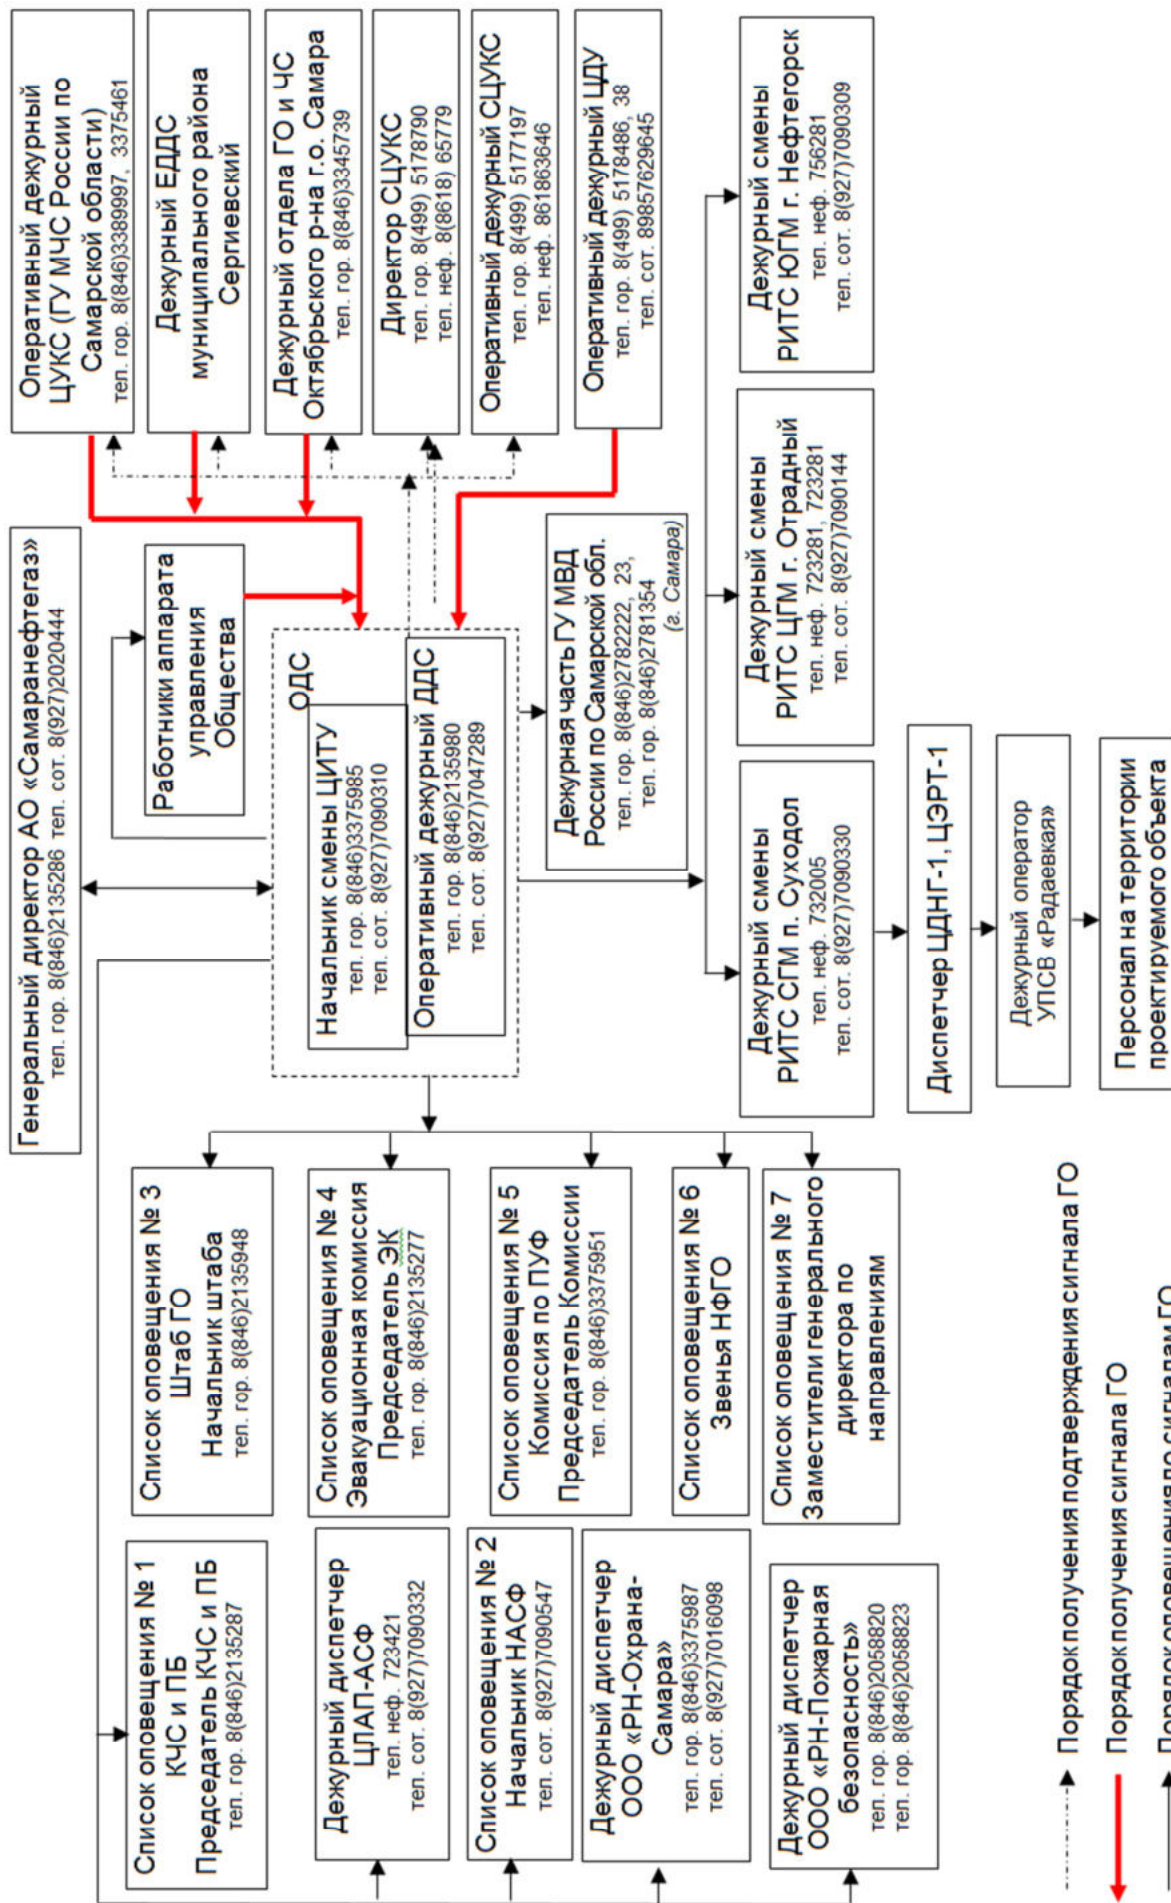 Генеральный директор АО «Самаранефтегаз»
тел. гор. 8(846)2135286 тел. сот. 8(927)2020444
Список оповещения № 1
КЧС и ПБ
Председатель КЧС и ПБ
тел. гор. 8(846)2135287
Дежурный диспетчер
ЦЛАП-АСФ
тел. неф. 723421
тел. сот. 8(927)7090332
Список оповещения № 2
Начальник НАСФ
тел. сот. 8(927)7090547
Дежурный диспетчер
ООО «РН-Охрана-
Самара»
тел. гор. 8(846)3375987
тел. сот. 8(927)7016098
Дежурный диспетчер
ООО «РН-Пожарная
безопасность»
тел. гор. 8(846)2058820
тел. гор. 8(846)2058823
Список оповещения № 3
Штаб ГО
Начальник штаба
тел. гор. 8(846)2135948
Список оповещения № 4
Эвакуационная комиссия
Председатель ЭК
тел. гор. 8(846)2135277
Список оповещения № 5
Комиссия по ПУФ
Председатель Комиссии
тел. гор. 8(846)3375951
Список оповещения № 6
Звенья НФГО
Список оповещения № 7
Заместители генерального
директора по
направлениям
Работники аппарата
управления
Общества
ОДС
Начальник смены ЦИТУ
тел. гор. 8(846)3375985
тел. сот. 8(927)7090310
Оперативный дежурный ДДС
тел. гор. 8(846)2135980
тел. сот. 8(927)7047289
Дежурная часть ГУ МВД
России по Самарской обл.
тел. гор. 8(846)2782222, 23,
тел. гор. 8(846)2781354
(г. Самара)
Оперативный дежурный
ЦУКС (ГУ МЧС России по
Самарской области)
тел. гор. 8(846)3389997, 3375461
Дежурный ЕДДС
муниципального района
Сергиевский
Дежурный отдела ГО и ЧС
Октябрьского р-на г.о. Самара
тел. гор. 8(846)3345739
Директор СЦУКС
тел. гор. 8(499) 5178790
тел. неф. 8(8618) 65779
Оперативный дежурный СЦУКС
тел. гор. 8(499) 5177197
тел. неф. 861863646
Оперативный дежурный ЦДУ
тел. гор. 8(499) 5178486, 38
тел. сот. 89857629645
Дежурный смены
РИТС СГМ п. Суходол
тел. неф. 732005
тел. сот. 8(927)7090330
Дежурный смены
РИТС ЦГМ г. Отрадный
тел. неф. 723281, 723281
тел. сот. 8(927)7090144
Дежурный смены
РИТС ЮГМ г. Нефтегорск
тел. неф. 756281
тел. сот. 8(927)7090309
Диспетчер ЦДНГ-1, ЦЭРТ-1
Дежурный оператор
УПСВ «Радаевкая»
Персонал на территории
проектируемого объекта
Порядок получения подтверждения сигнала ГО
Порядок получения сигнала ГО
Порядок оповещения по сигналам ГО